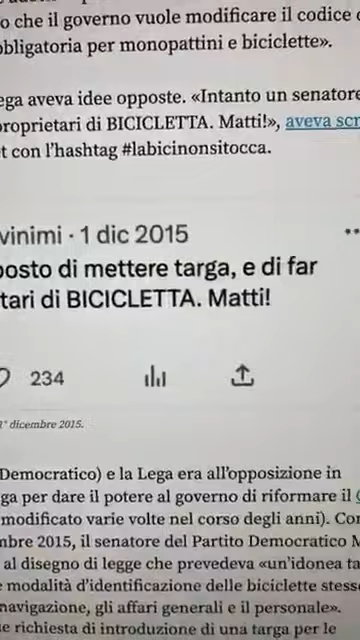 o che il governo vuole modificare il codice
obbligatoria per monopattini e biciclette».
ega aveva idee opposte. «Intanto un senatore
proprietari di BICICLETTA. Matti!», aveva scr
t con l'hashtag #labicinonsitocca.
vinimi · 1 dic 2015
posto di mettere targa, e di far
tari di BICICLETTA. Matti!
234
1° dicembre 2015.
Democratico) e la Lega era all'opposizione in
ga per dare il potere al governo di riformare il
modificato varie volte nel corso degli anni). Con
mbre 2015, il senatore del Partito Democratico M
al disegno di legge che prevedeva «un'idonea ta
e modalità d'identificazione delle biciclette stess
navigazione, gli affari generali e il personale».
se richiesta di introduzione di una targa per le